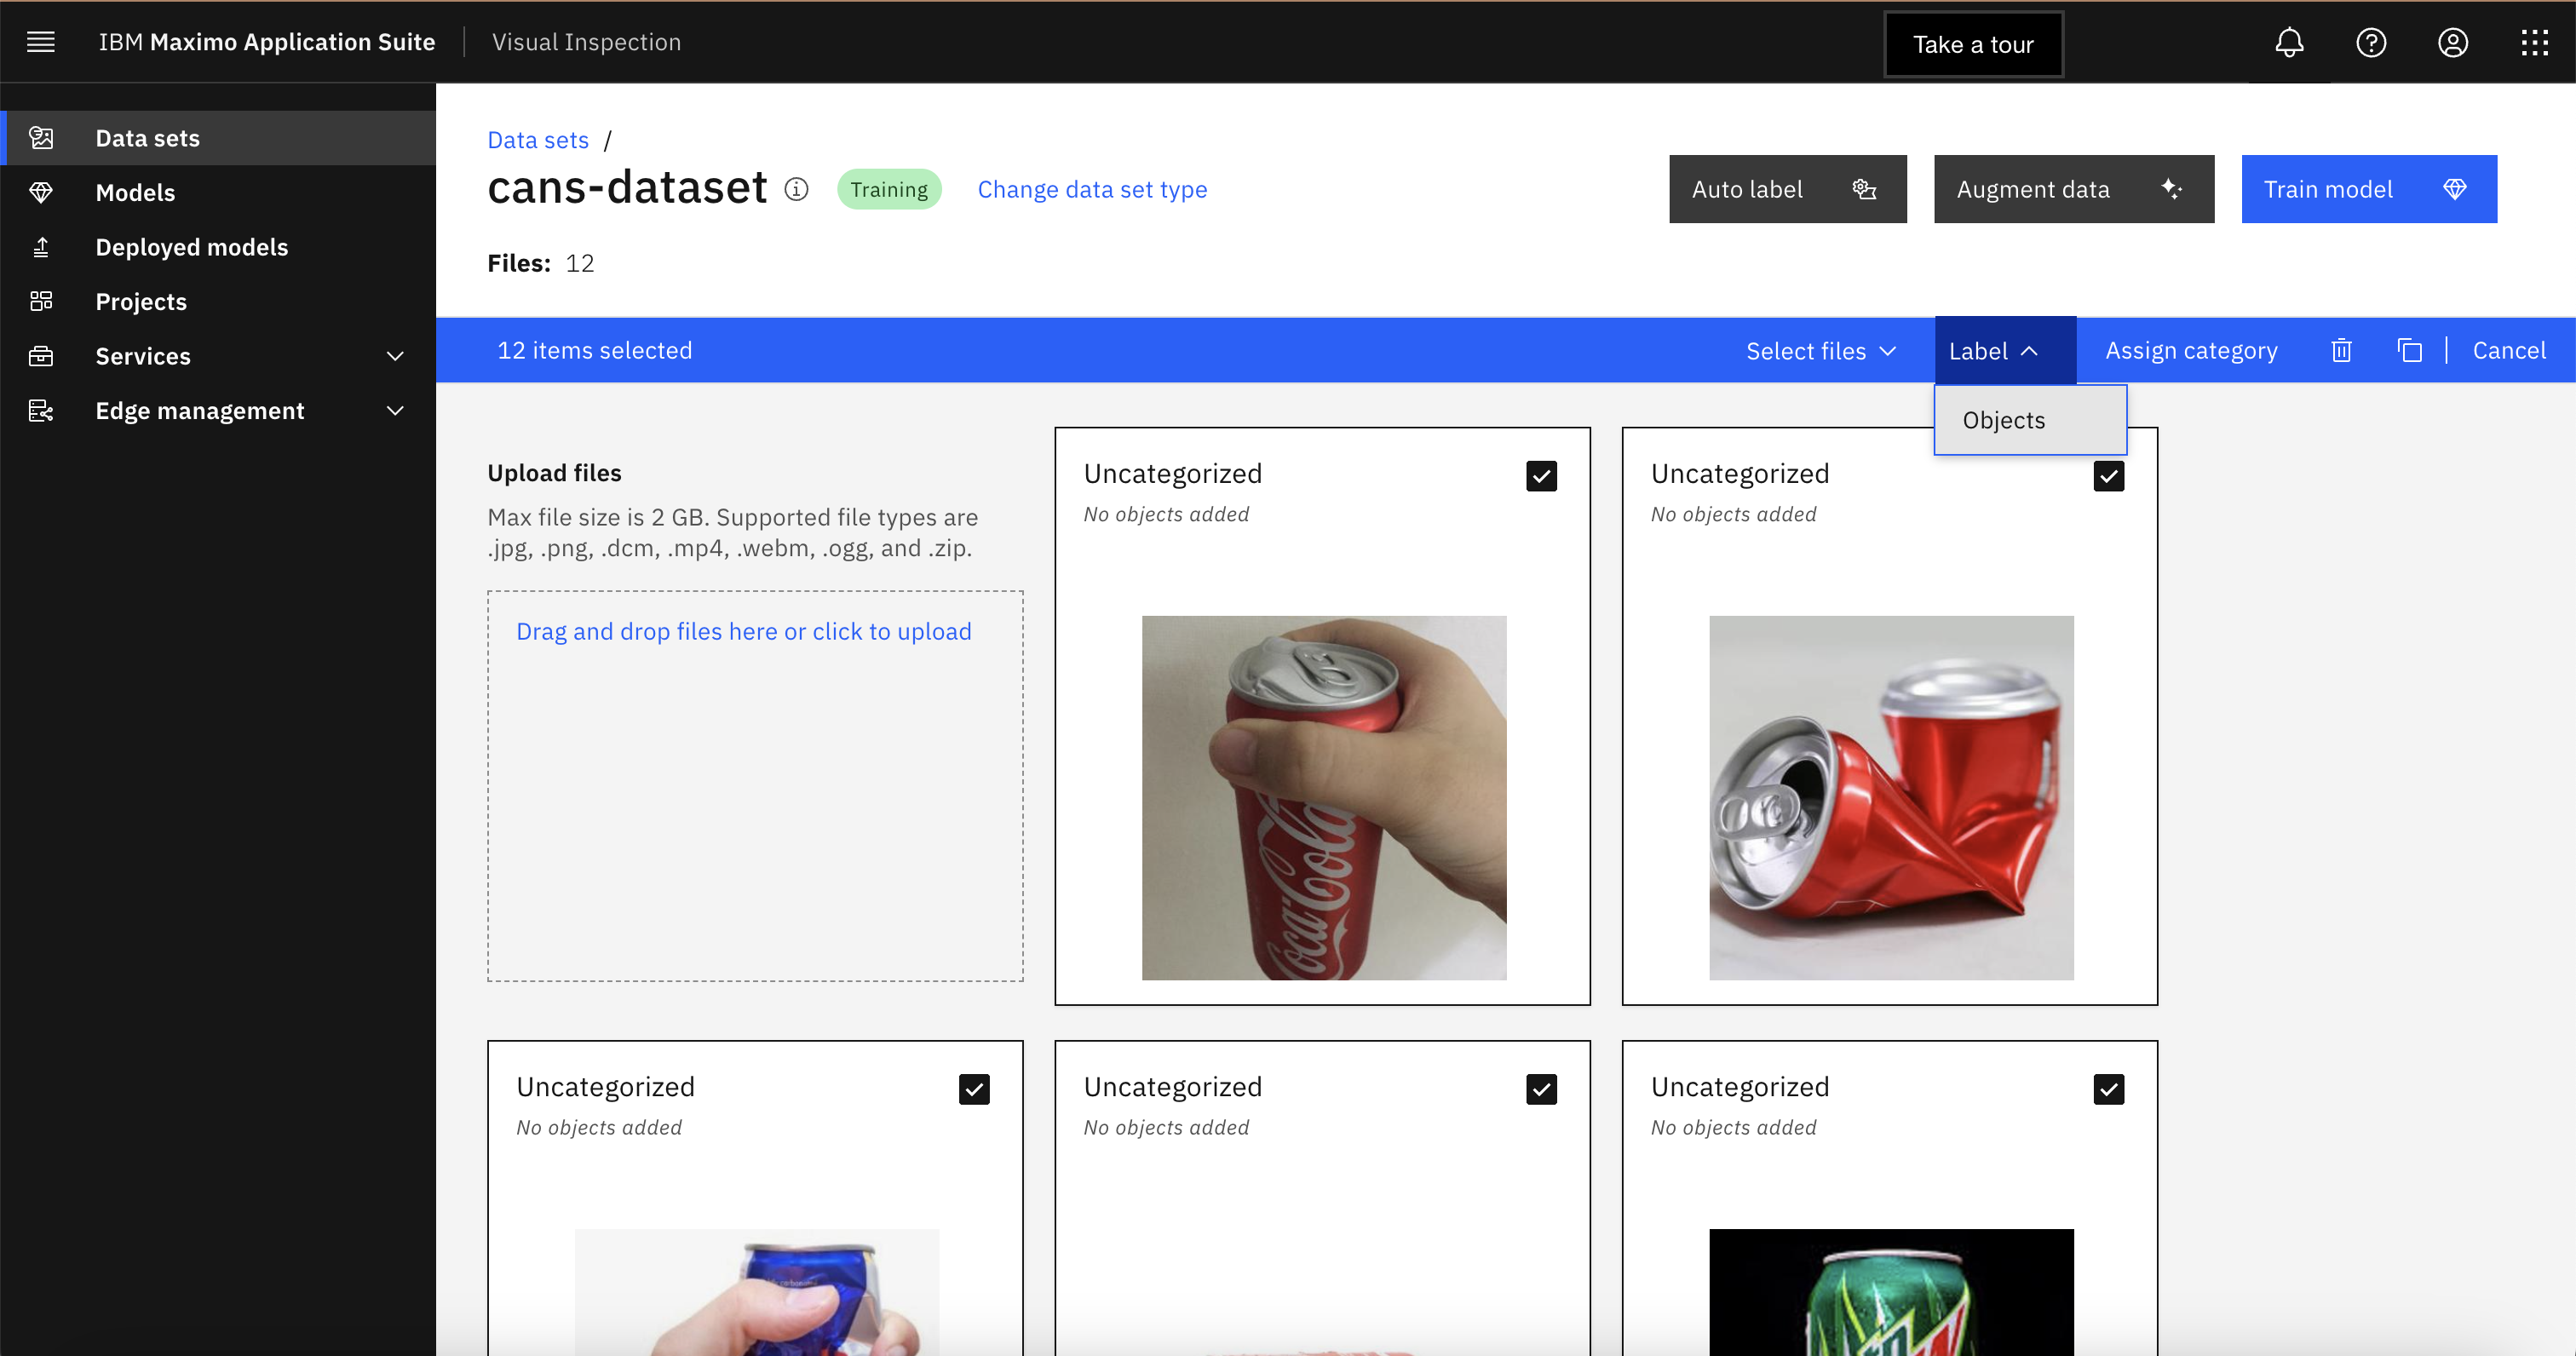 IBM Maximo Application Suite
Visual Inspection
Take a tour
Data sets
Models
Deployed models
Projects
Services
Edge management
Data sets /
cans-dataset
Training
Change data set type
Auto label
Augment data
Train model
Files: 12
12 items selected
Select files
Label
Assign category
Cancel
Objects
Upload files
Max file size is 2 GB. Supported file types are
.jpg, .png, .dcm, .mp4, .webm, .ogg, and .zip.
Drag and drop files here or click to upload
Uncategorized
No objects added
Coca-Cola
Uncategorized
No objects added
Uncategorized
No objects added
Uncategorized
No objects added
Uncategorized
No objects added